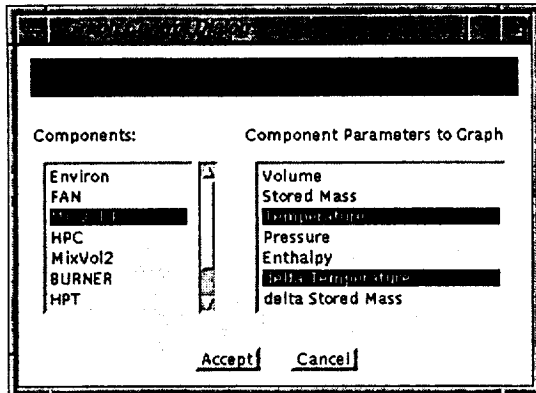 Components:
Component Parameters to Graph
Environ
FAN
HPC
MixVol2
BURNER
HPT
Volume
Stored Mass
Temperature
Pressure
Enthalpy
delta Temperature
delta Stored Mass
Accept
Cancel